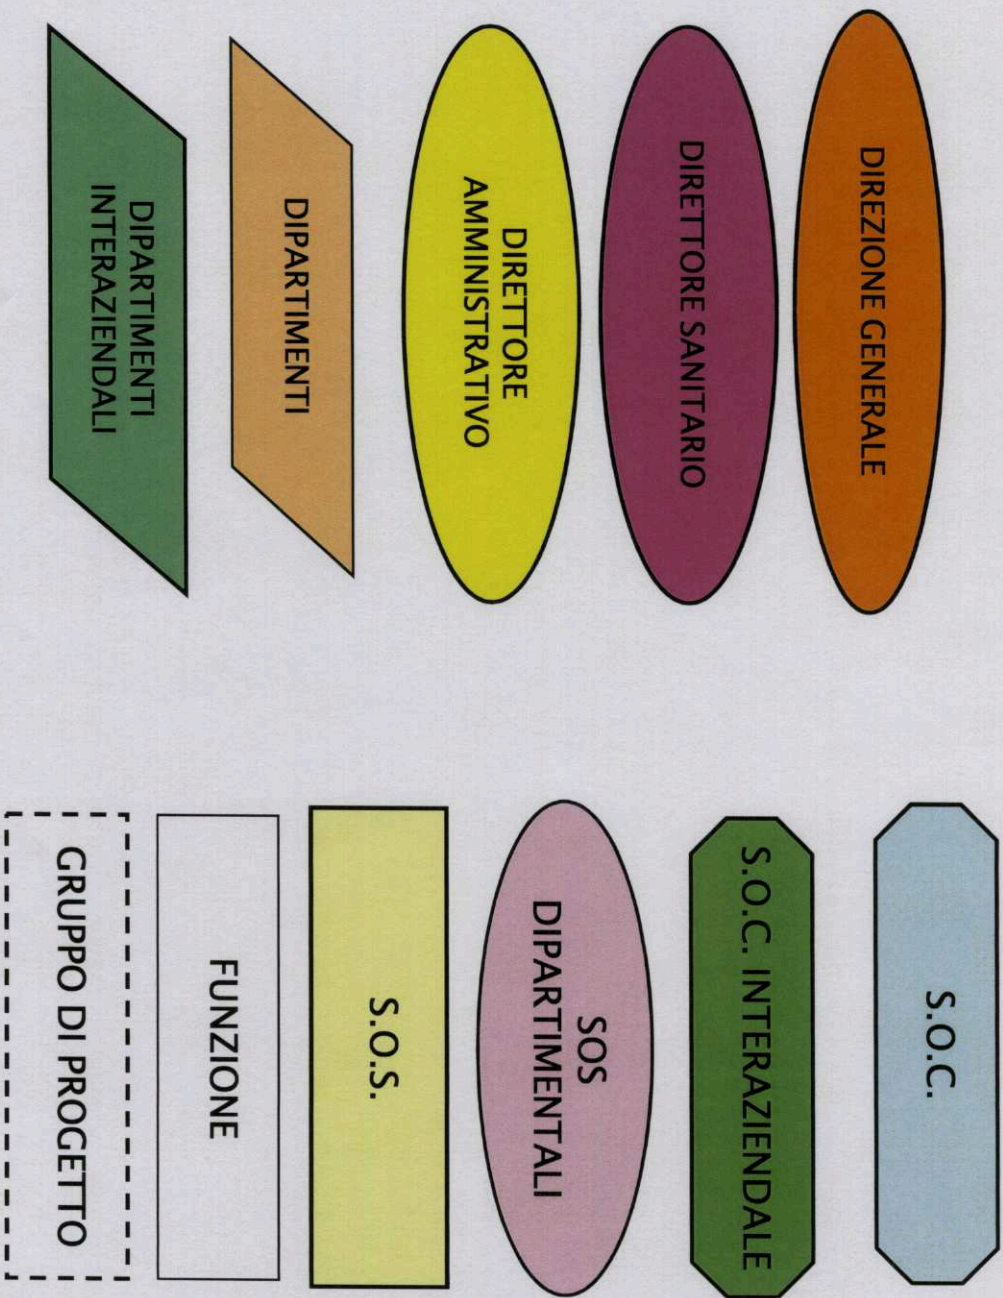 DIREZIONE GENERALE
DIRETTORE SANITARIO
DIRETTORE
AMMINISTRATIVO
DIPARTIMENTI
DIPARTIMENTI
INTERAZIENDALI
S.O.C.
S.O.C. INTERAZIENDALE
SOS
DIPARTIMENTALI
S.O.S.
FUNZIONE
GRUPPO DI PROGETTO